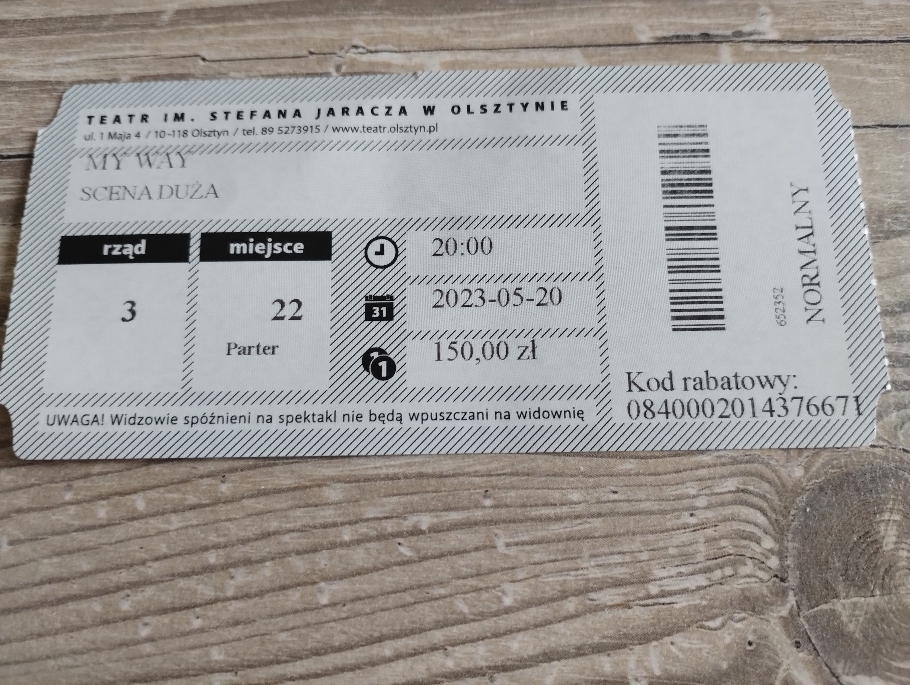 TEATR IM. STEFANA JARACZA W OLSZTYNIE
ul. 1 Maja 4 / 10-118 Olsztyn / tel. 89 5273915 / www.teatr.olsztyn.pl
MY WAY
SCENA DUŻA
rząd
miejsce
3
22
Parter
20:00
31
2023-05-20
1
150,00 zł
UWAGA! Widzowie spóźnieni na spektakl nie będą wpuszczani na widownię
652352
NORMALNY
Kod rabatowy:
0840002014376671